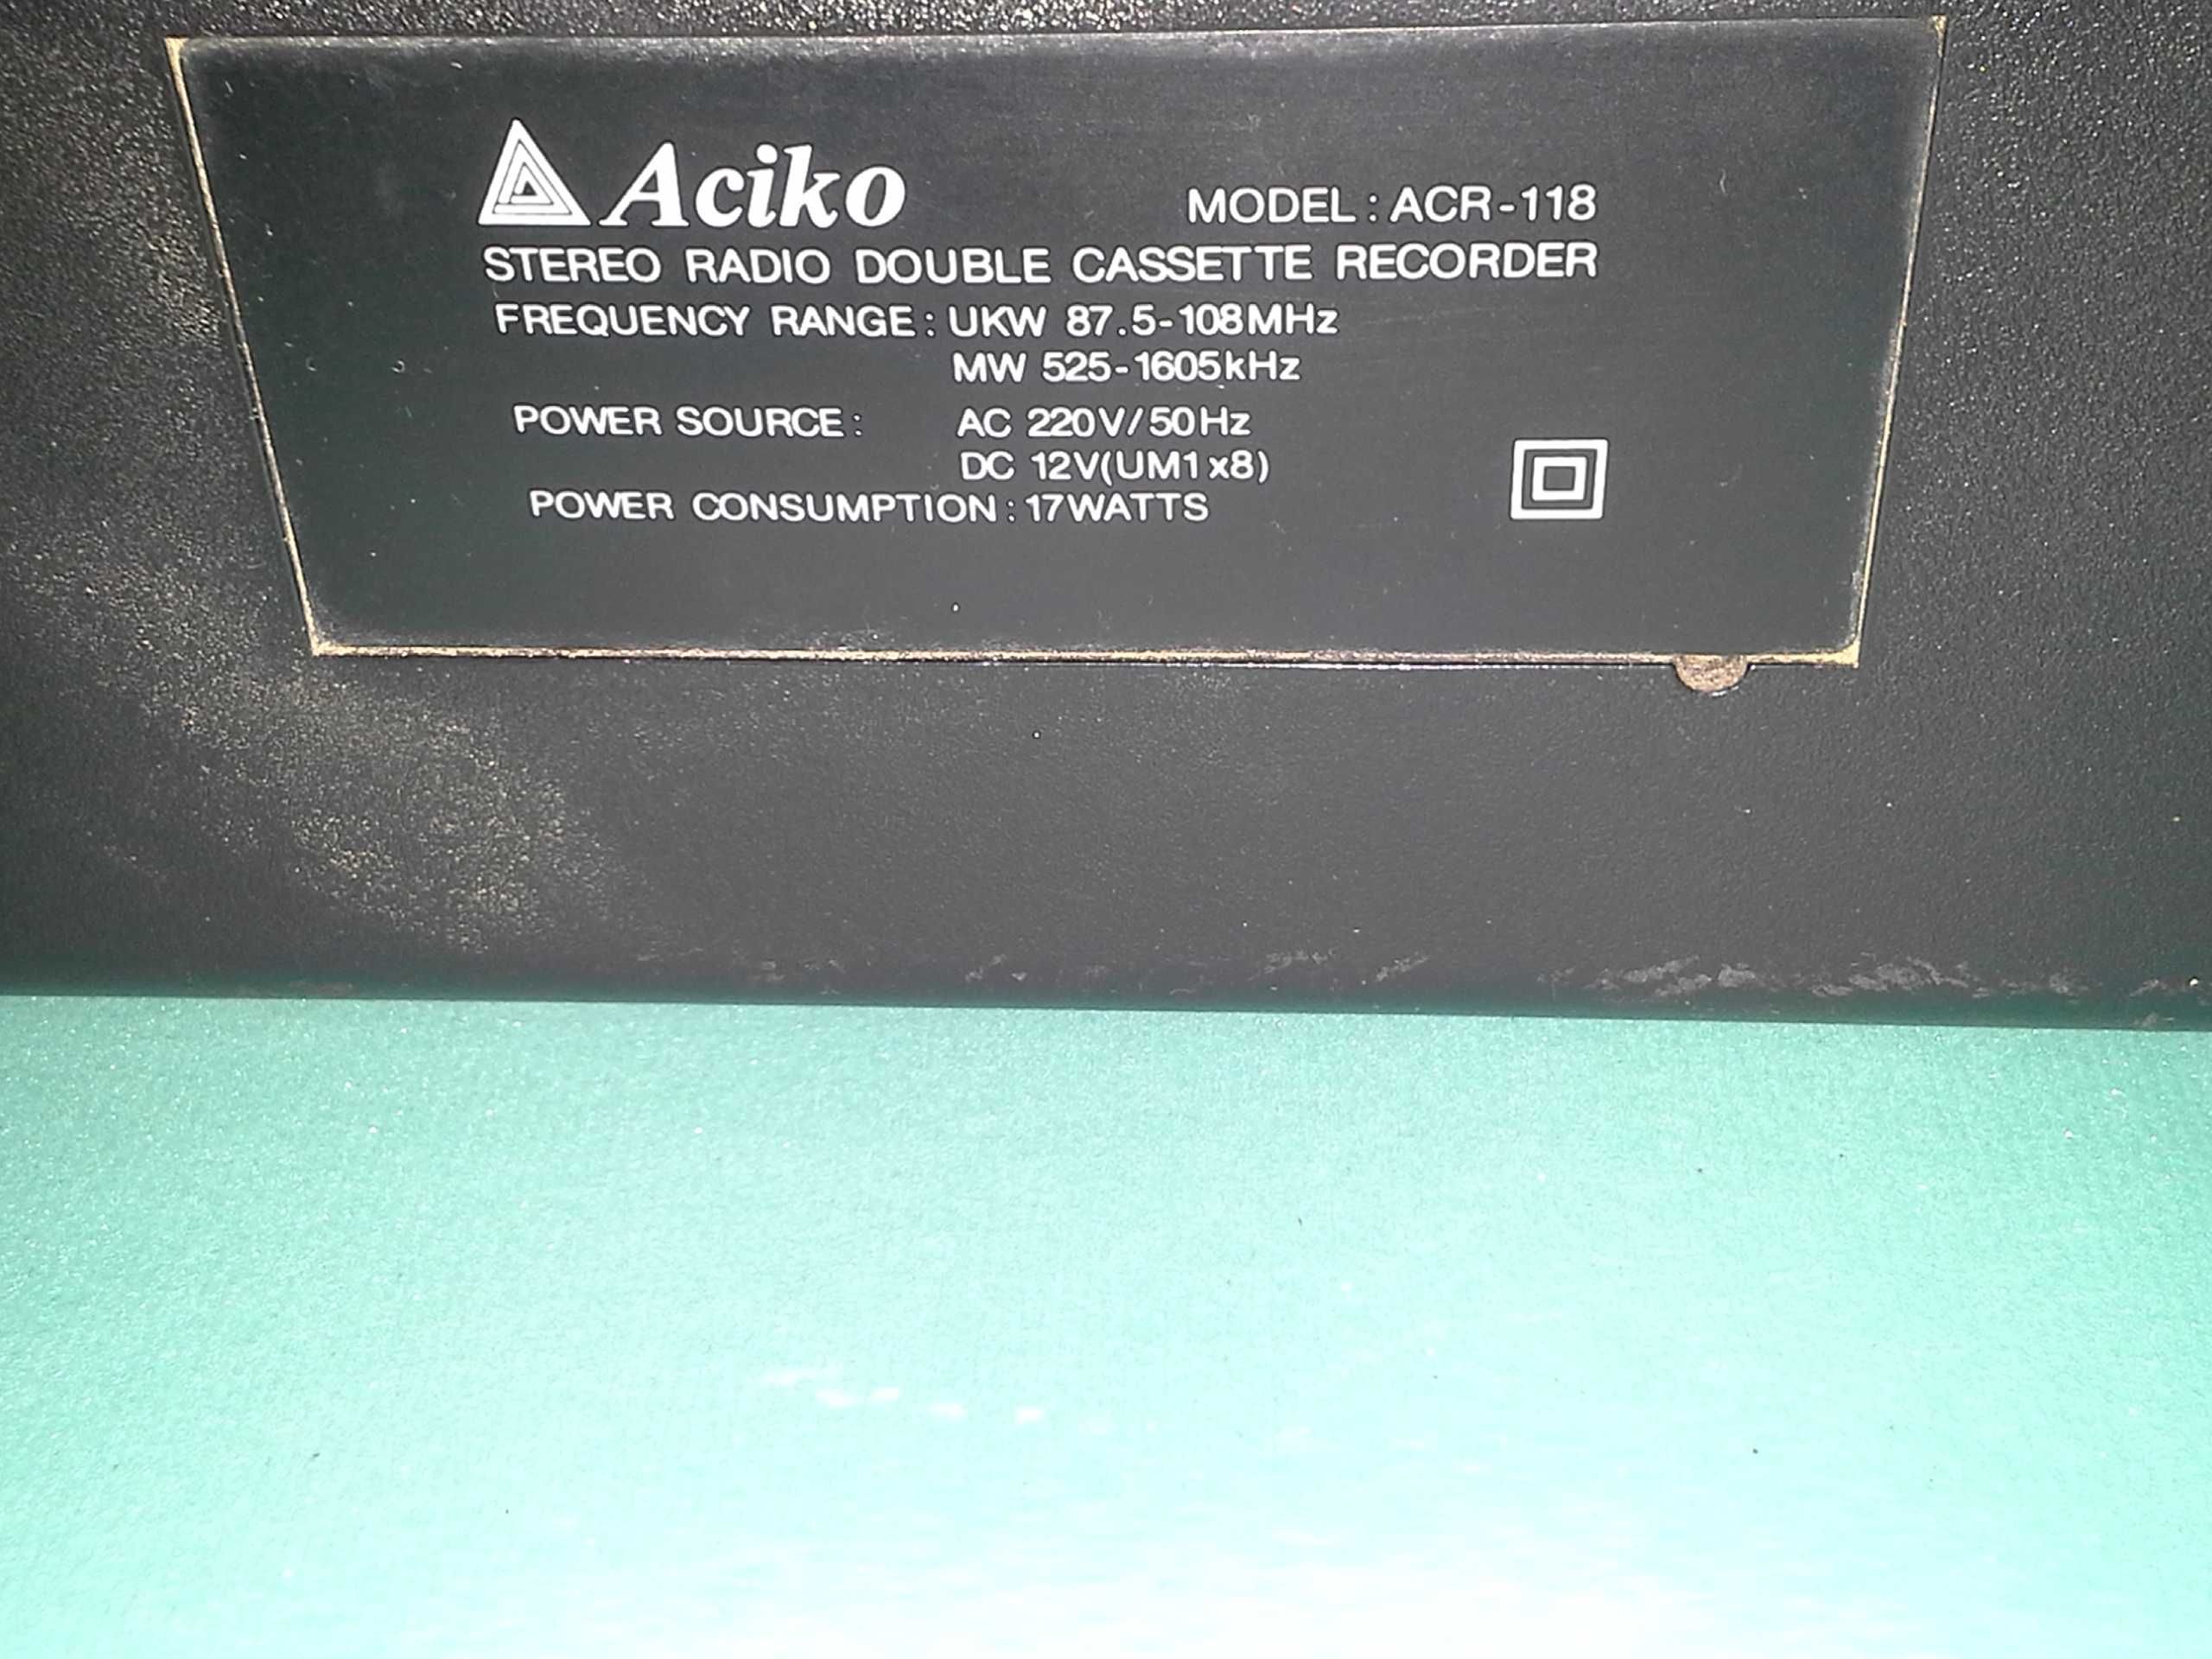 Aciko MODEL : ACR-118
STEREO RADIO DOUBLE CASSETTE RECORDER
FREQUENCY RANGE : UKW 87.5-108MHz
MW 525-1605kHz
POWER SOURCE : AC 220V/50Hz
DC 12V(UM1x8)
POWER CONSUMPTION : 17WATTS